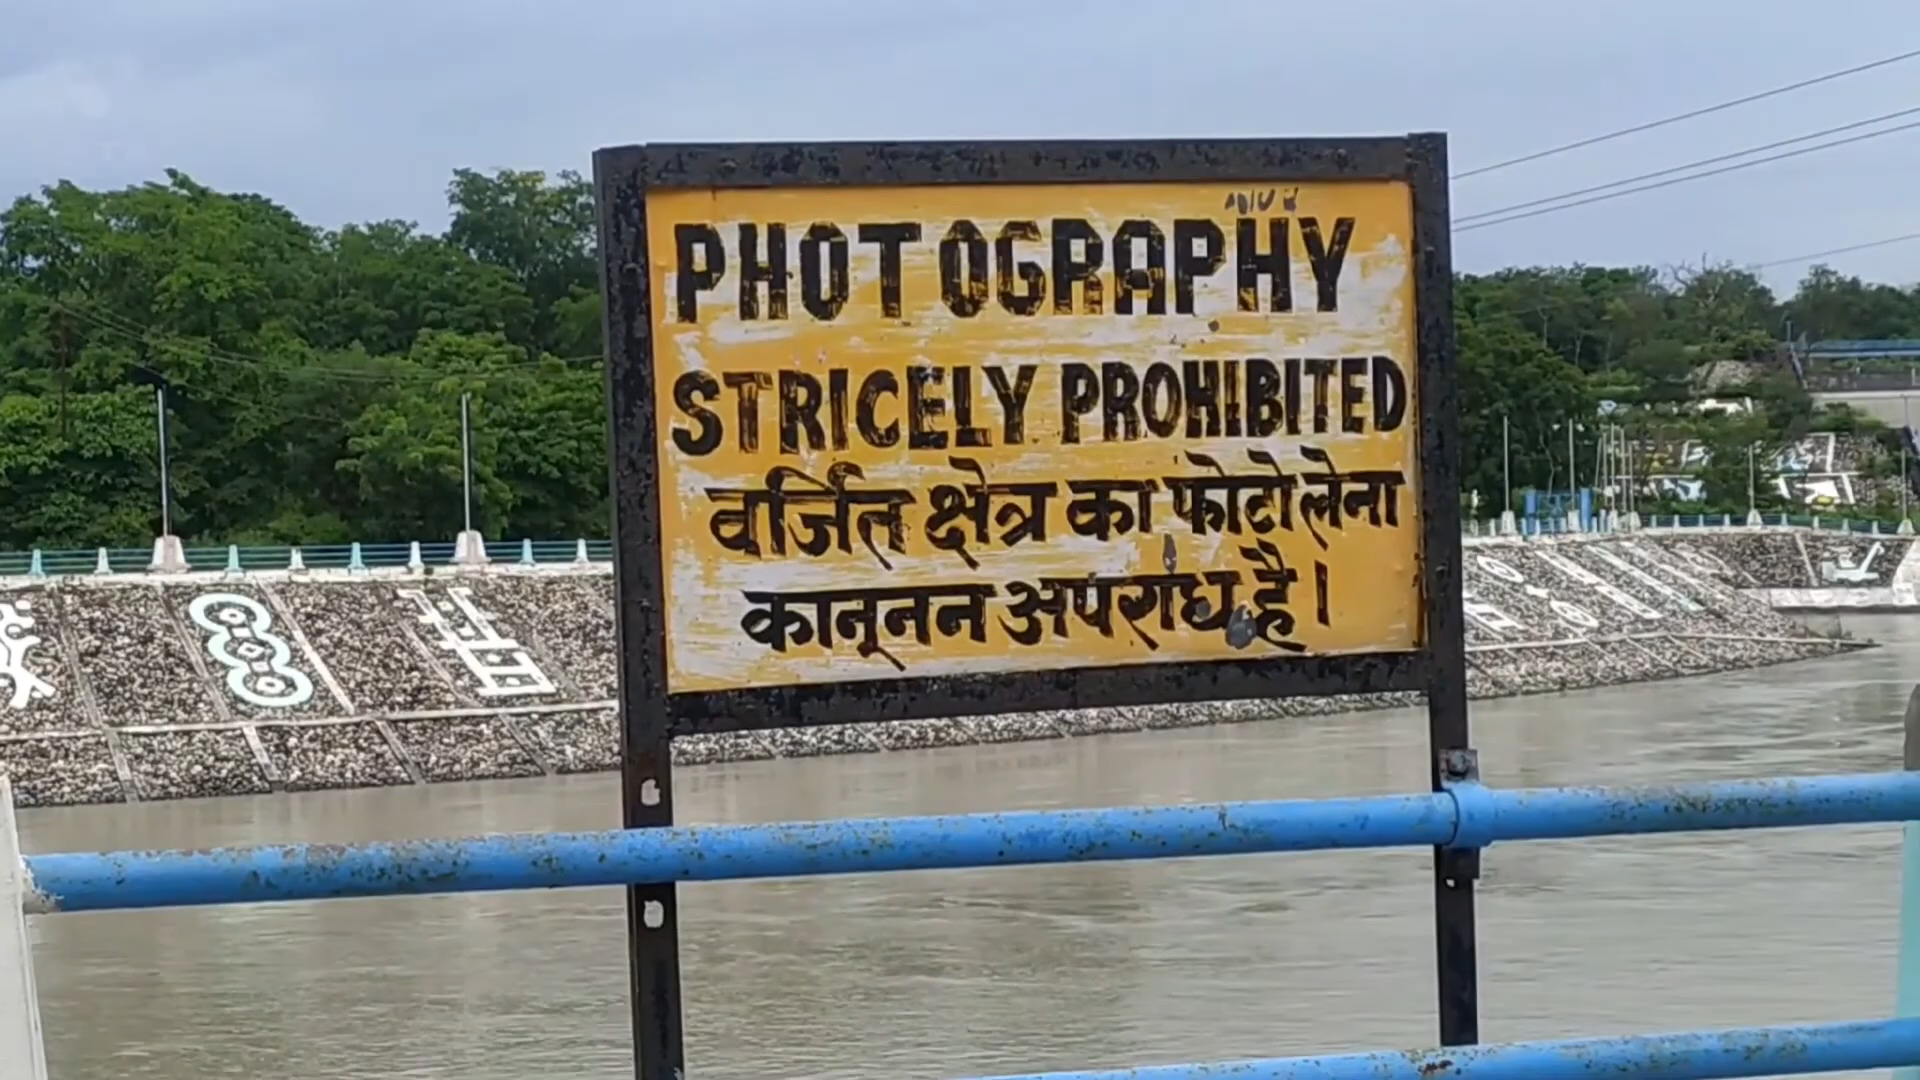 PHOTOGRAPHY
STRICELY PROHIBITED
वर्जित क्षेत्र का फोटो लेना
कानूनन अपराध है।